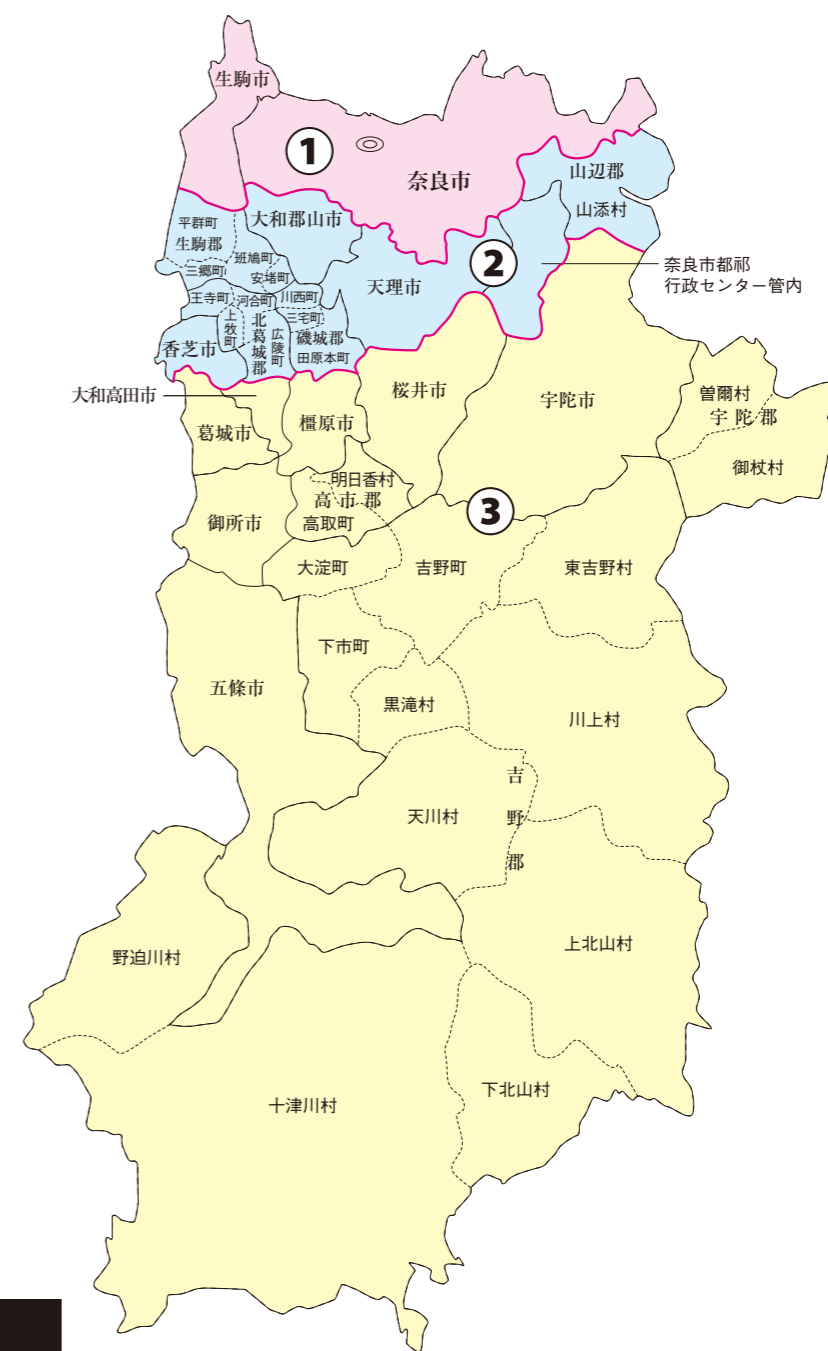 生駒市
①
奈良市
山辺郡
山添村
平群町
生駒郡
大和郡山市
斑鳩町
三郷町
安堵町
②
奈良市都祁
行政センター管内
天理市
王寺町
河合町
川西町
三宅町
上牧町
北葛城郡
広陵町
磯城郡
田原本町
香芝市
大和高田市
葛城市
橿原市
桜井市
宇陀市
曽爾村
宇陀郡
御杖村
明日香村
高市郡
高取町
御所市
③
大淀町
吉野町
東吉野村
下市町
五條市
黒滝村
川上村
吉野郡
天川村
野迫川村
上北山村
十津川村
下北山村